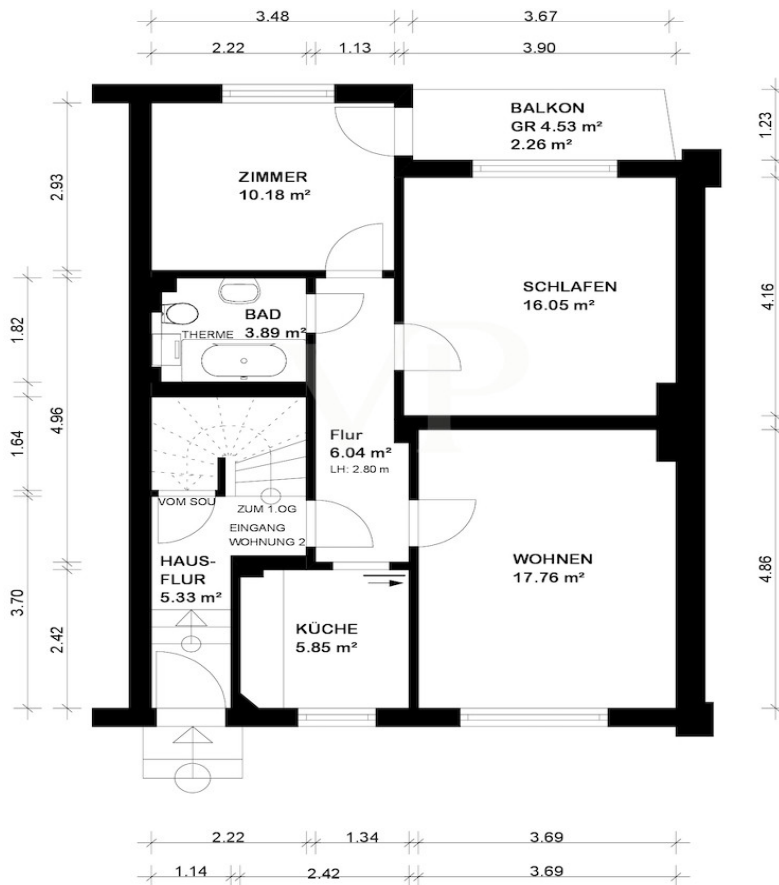 3.48
3.67
2.22
1.13
3.90
BALKON
GR 4.53 m²
2.26 m²
1.23
2.93
ZIMMER
10.18 m²
SCHLAFEN
16.05 m²
4.16
1.82
BAD
3.89 m²
THERME
MP
4.96
1.64
Flur
6.04 m²
LH: 2.80 m
VOM SOU
ZUM 1.OG
EINGANG
WOHNUNG 2
HAUS-
FLUR
5.33 m²
WOHNEN
17.76 m²
4.86
3.70
2.42
KÜCHE
5.85 m²
2.22
1.34
3.69
1.14
2.42
3.69